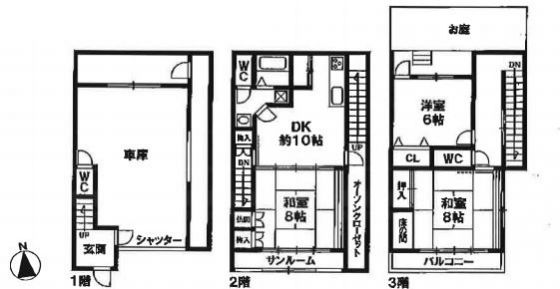 車庫
WC
UP
玄関
シャッター
N
1階
WC
DK
約10帖
押入
DN
UP
和室
8帖
仏間
押入
オープンクローゼット
サンルーム
2階
お庭
DN
洋室
6帖
CL
WC
押入
床の間
和室
8帖
バルコニー
3階